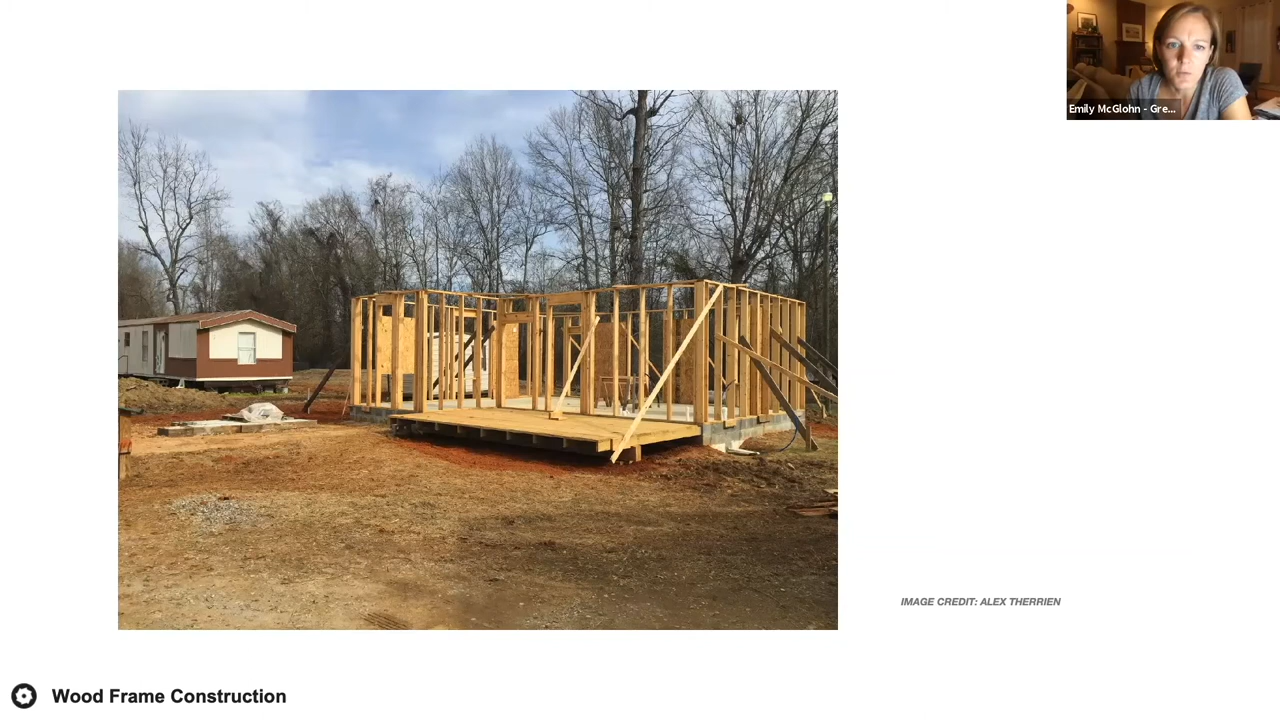 Emily McGlohn - Gre...
IMAGE CREDIT: ALEX THERRIEN
Wood Frame Construction